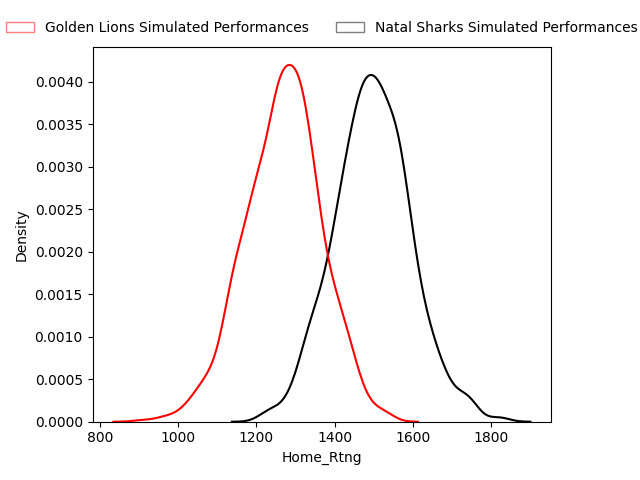 Golden Lions Simulated Performances
Natal Sharks Simulated Performances
0.0040
0.0035
0.0030
0.0025
0.0020
0.0015
0.0010
0.0005
0.0000
Density
800 1000 1200 1400 1600 1800
Home_Rtng